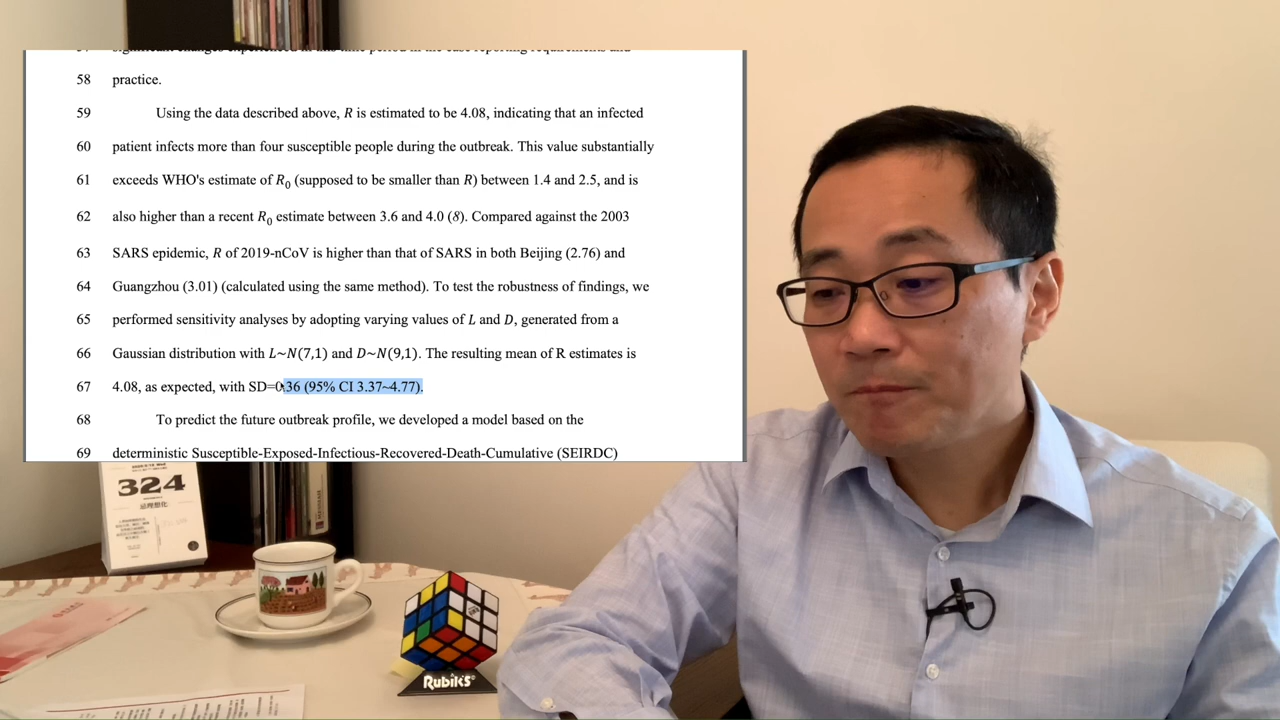 58 practice.
59 Using the data described above, R is estimated to be 4.08, indicating that an infected
60 patient infects more than four susceptible people during the outbreak. This value substantially
61 exceeds WHO's estimate of R₀ (supposed to be smaller than R) between 1.4 and 2.5, and is
62 also higher than a recent R₀ estimate between 3.6 and 4.0 (8). Compared against the 2003
63 SARS epidemic, R of 2019-nCoV is higher than that of SARS in both Beijing (2.76) and
64 Guangzhou (3.01) (calculated using the same method). To test the robustness of findings, we
65 performed sensitivity analyses by adopting varying values of L and D, generated from a
66 Gaussian distribution with L~N(7,1) and D~N(9,1). The resulting mean of R estimates is
67 4.08, as expected, with SD=0.36 (95% CI 3.37~4.77).
68 To predict the future outbreak profile, we developed a model based on the
69 deterministic Susceptible-Exposed-Infectious-Recovered-Death-Cumulative (SEIRDC)
324
Rubik's